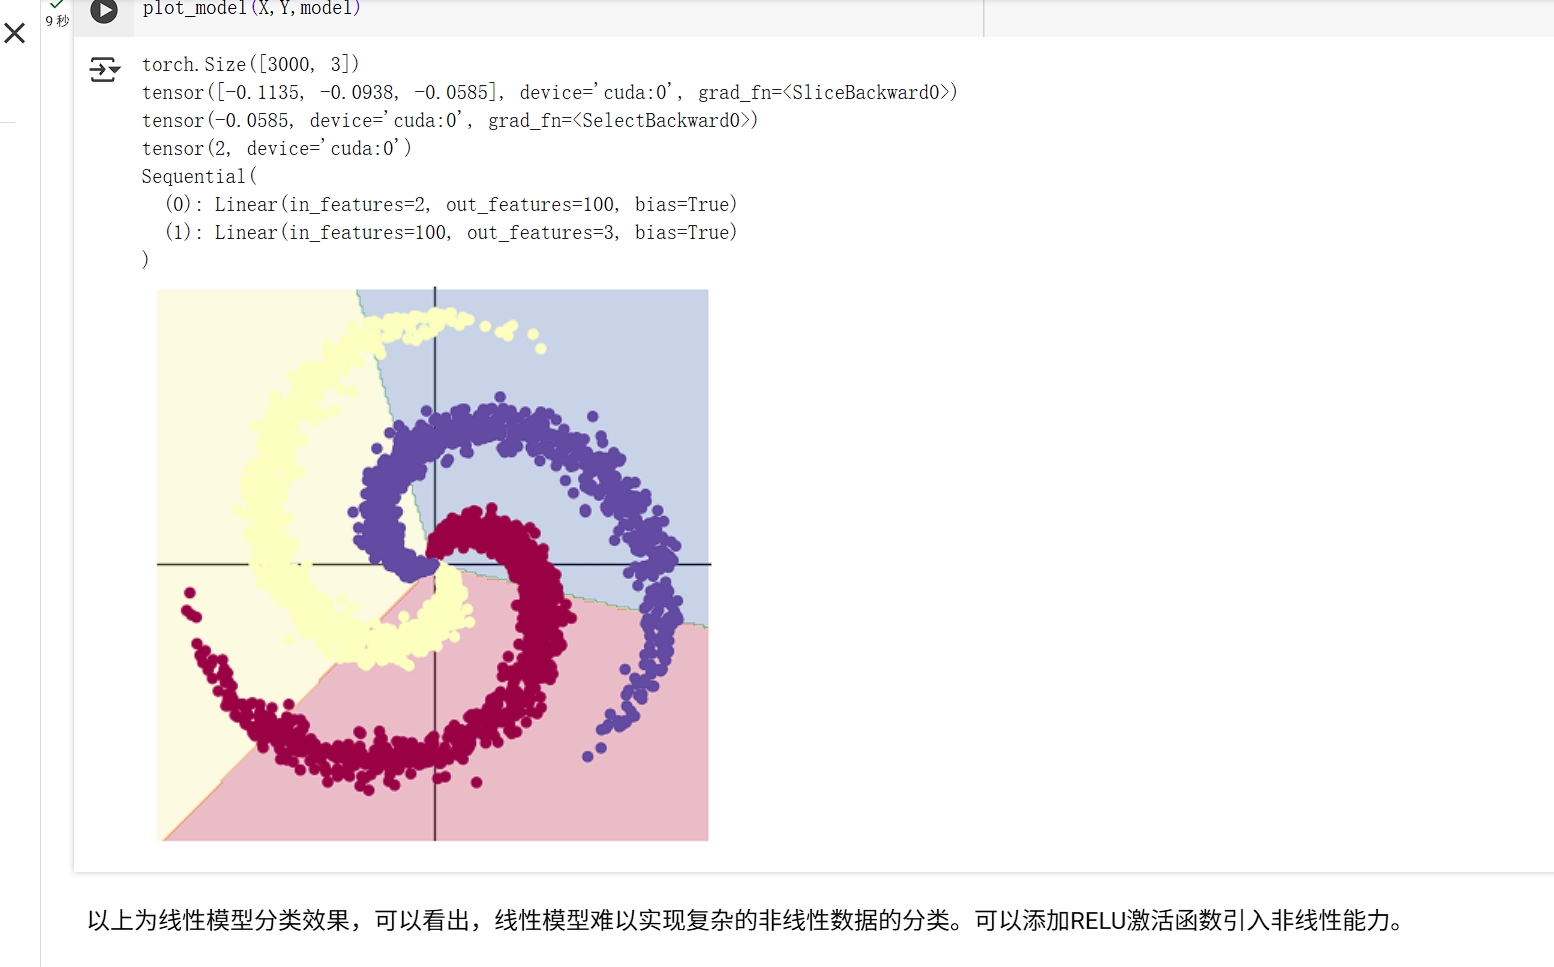 plot_model(X,Y,model)
9 秒
torch.Size([3000, 3])
tensor([-0.1135, -0.0938, -0.0585], device='cuda:0', grad_fn=<SliceBackward0>)
tensor(-0.0585, device='cuda:0', grad_fn=<SelectBackward0>)
tensor(2, device='cuda:0')
Sequential(
  (0): Linear(in_features=2, out_features=100, bias=True)
  (1): Linear(in_features=100, out_features=3, bias=True)
)
以上为线性模型分类效果，可以看出，线性模型难以实现复杂的非线性数据的分类。可以添加RELU激活函数引入非线性能力。